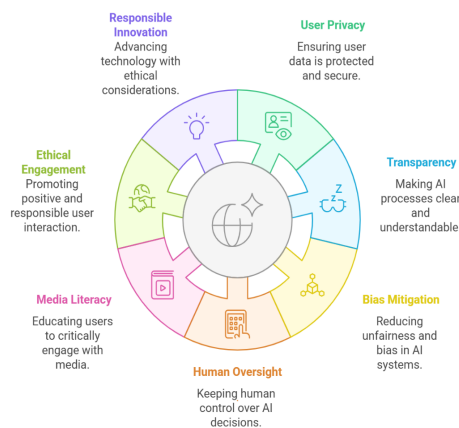 Responsible
Innovation
Advancing
technology with
ethical
considerations.
User Privacy
Ensuring user
data is protected
and secure.
Transparency
Making AI
processes clear
and
understandable
Bias Mitigation
Reducing
unfairness and
bias in AI
systems.
Human Oversight
Keeping human
control over AI
decisions.
Media Literacy
Educating users
to critically
engage with
media.
Ethical
Engagement
Promoting
positive and
responsible user
interaction.
Z
Z